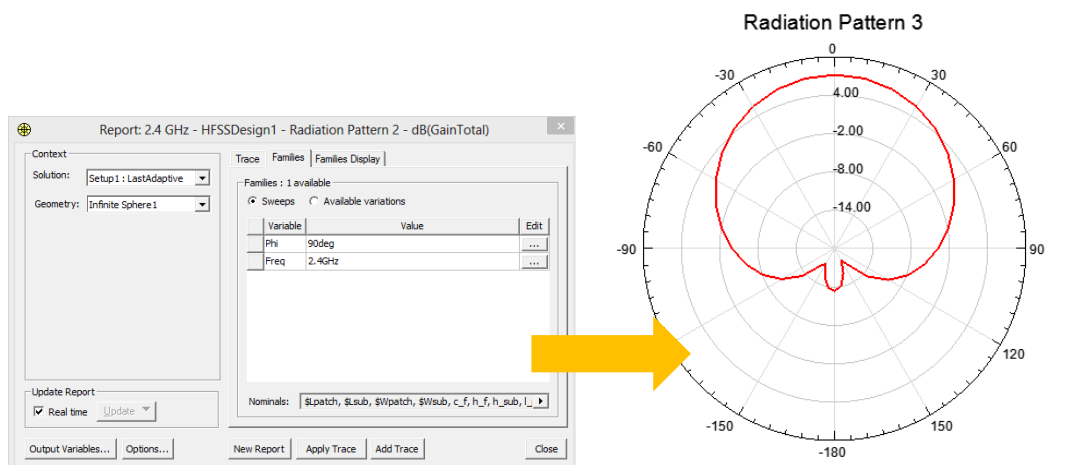 Radiation Pattern 3
Report: 2.4 GHz - HFSSDesign1 - Radiation Pattern 2 - dB(GainTotal)
Context
Solution: Setup1 : LastAdaptive
Geometry: Infinite Sphere1
Trace Families Families Display
Families : 1 available
Sweeps Available variations
Variable Value Edit
Phi 90deg ...
Freq 2.4GHz ...
Nominals: $Lpatch, $Lsub, $Wpatch, $Wsub, c_f, h_f, h_sub, l_
Update Report
Real time Update
Output Variables... Options... New Report Apply Trace Add Trace Close
0
-30 30
4.00
-2.00
-60 60
-8.00
-14.00
-90 90
120
-150 150
-180